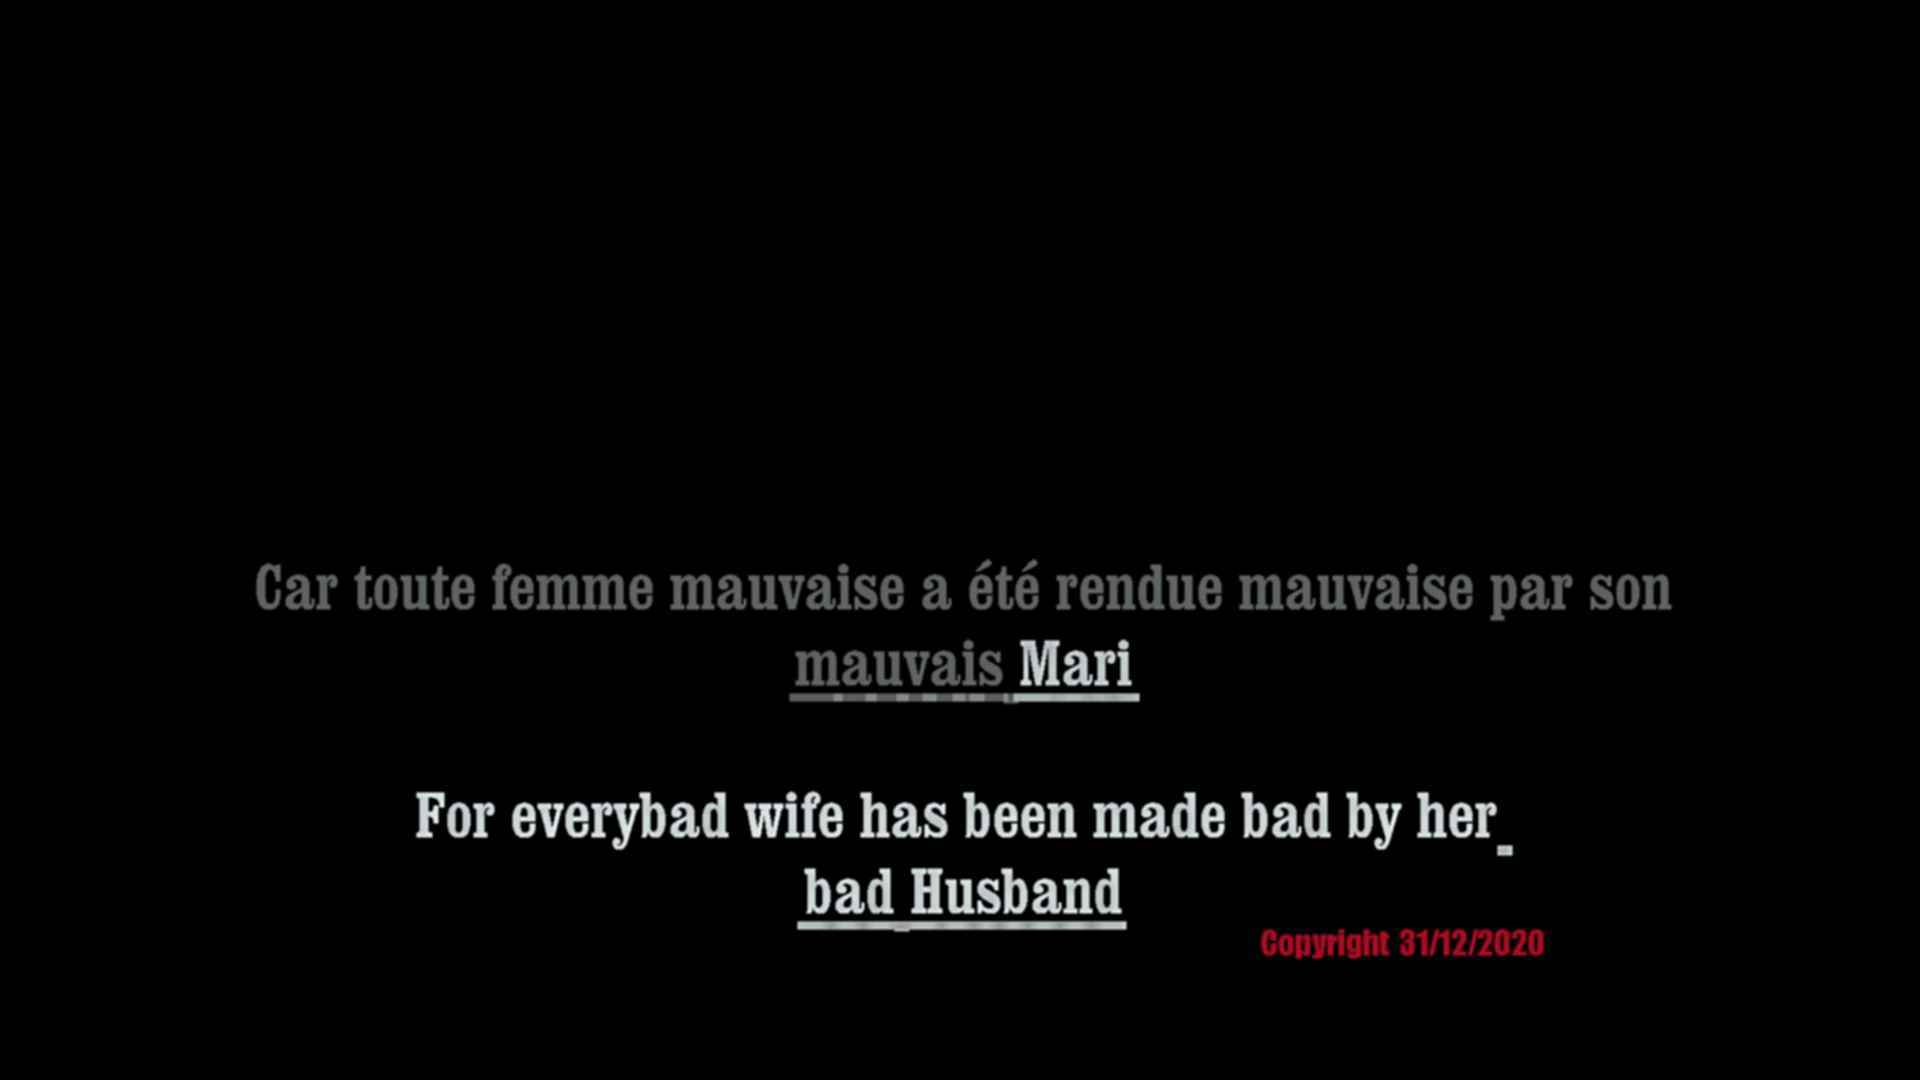 Car toute femme mauvaise a été rendue mauvaise par son
mauvais Mari
For everybad wife has been made bad by her
bad Husband
Copyright 31/12/2020